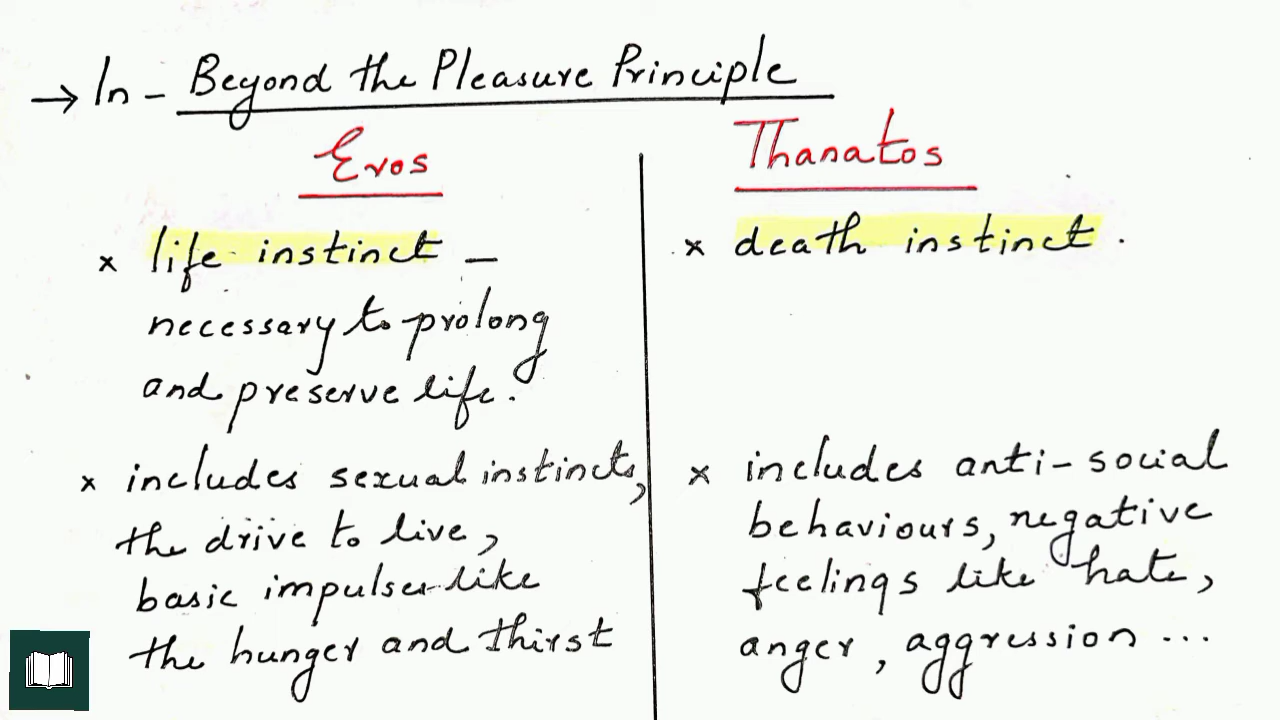 → In - Beyond the Pleasure Principle
Eros
× life instinct -
necessary to prolong
and preserve life.
× includes sexual instincts,
the drive to live,
basic impulses like
the hunger and thirst
Thanatos
× death instinct.
× includes anti-social
behaviours, negative
feelings like hate,
anger, aggression ...